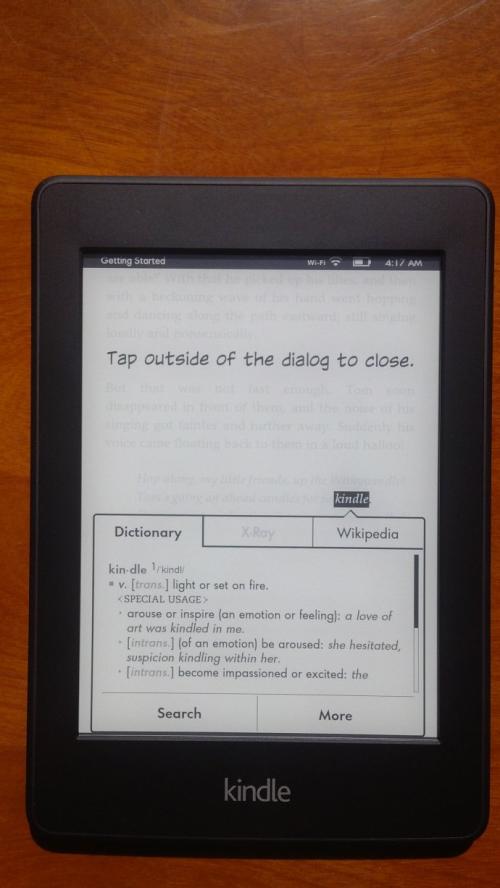 Getting Started Wi-Fi 4:17 AM
see able!" With that he picked up his lilies, and then
with a beckoning wave of his hand went hopping
and dancing along the path eastward, still singing
loudly and nonsensically.
Tap outside of the dialog to close.
But that was not fast enough. Tom soon
disappeared in front of them, and the noise of his
singing got fainter and further away. Suddenly his
voice came floating back to them in a loud halloo!
Hop along, my little friends, up the Withywindle!
Tom's going on ahead candles for to kindle.
Dictionary X-Ray Wikipedia
kin·dle 1/ˈkindl/
▪ v. [trans.] light or set on fire.
<SPECIAL USAGE>
· arouse or inspire (an emotion or feeling): a love of
art was kindled in me.
· [intrans.] (of an emotion) be aroused: she hesitated,
suspicion kindling within her.
· [intrans.] become impassioned or excited: the
Search More
kindle